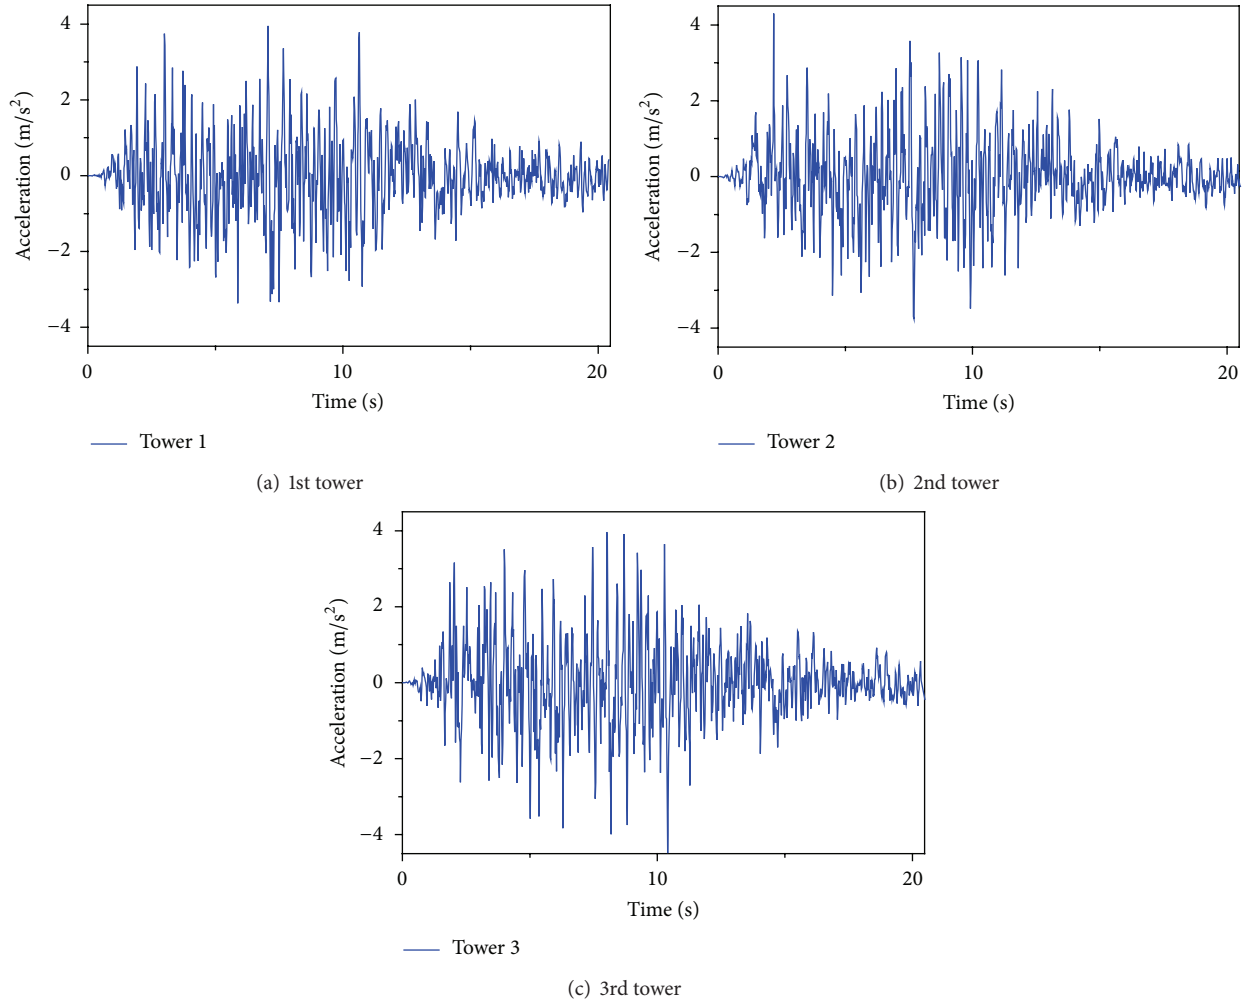 4
2
0
−2
−4
Acceleration (m/s²)
0
10
20
Time (s)
Tower 1
(a) 1st tower
4
2
0
−2
−4
Acceleration (m/s²)
0
10
20
Time (s)
Tower 2
(b) 2nd tower
4
2
0
−2
−4
Acceleration (m/s²)
0
10
20
Time (s)
Tower 3
(c) 3rd tower